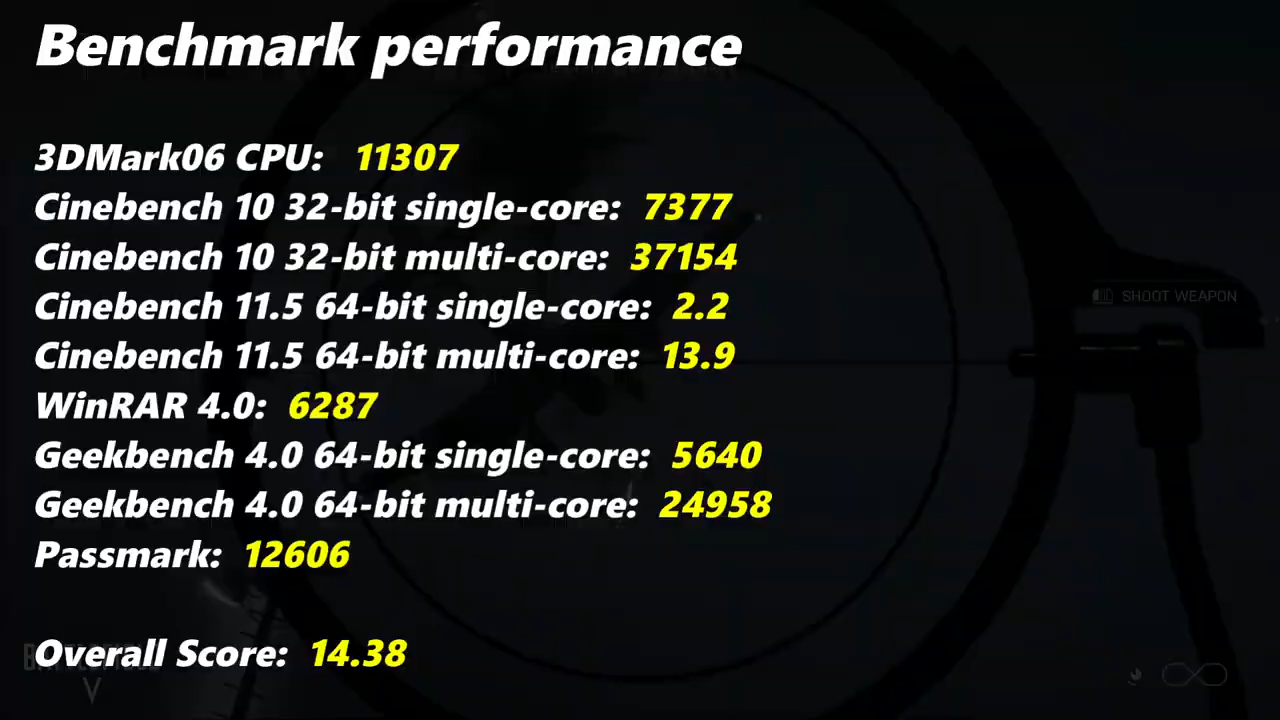 Benchmark performance
3DMark06 CPU: 11307
Cinebench 10 32-bit single-core: 7377
Cinebench 10 32-bit multi-core: 37154
Cinebench 11.5 64-bit single-core: 2.2
Cinebench 11.5 64-bit multi-core: 13.9
WinRAR 4.0: 6287
Geekbench 4.0 64-bit single-core: 5640
Geekbench 4.0 64-bit multi-core: 24958
Passmark: 12606
Overall Score: 14.38
SHOOT WEAPON
V